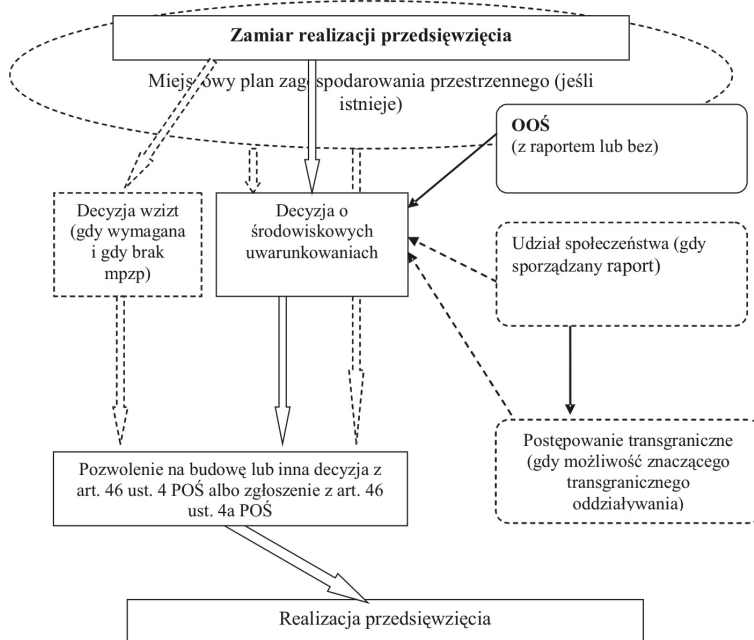 Zamiar realizacji przedsięwzięcia
Miejscowy plan zagospodarowania przestrzennego (jeśli
istnieje)
OOŚ
(z raportem lub bez)
Decyzja wzizt
(gdy wymagana
i gdy brak
mpzp)
Decyzja o
środowiskowych
uwarunkowaniach
Udział społeczeństwa (gdy
sporządzany raport)
Postępowanie transgraniczne
(gdy możliwość znaczącego
transgranicznego
oddziaływania)
Pozwolenie na budowę lub inna decyzja z
art. 46 ust. 4 POŚ albo zgłoszenie z art. 46
ust. 4a POŚ
Realizacja przedsięwzięcia